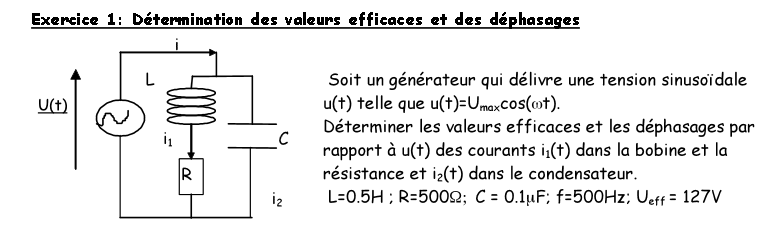 Exercice 1: Détermination des valeurs efficaces et des déphasages
i
L
U(t)
i₁
C
R
i₂
Soit un générateur qui délivre une tension sinusoïdale
u(t) telle que u(t)=Uₘₐₓcos(ωt).
Déterminer les valeurs efficaces et les déphasages par
rapport à u(t) des courants i₁(t) dans la bobine et la
résistance et i₂(t) dans le condensateur.
L=0.5H ; R=500Ω; C = 0.1μF; f=500Hz; Ueff = 127V